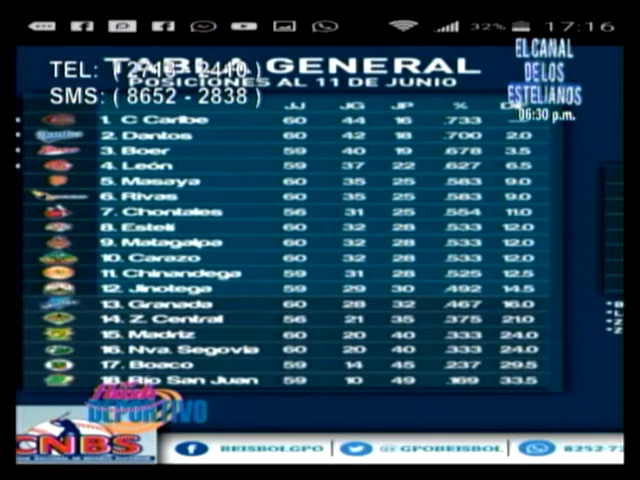 32% 17:16
TABLA GENERAL
POSICIONES AL 11 DE JUNIO
TEL: ( 2713 - 2440 )
SMS: ( 8652 - 2838 )
EL CANAL
DE LOS
ESTELIANOS
06:30 p.m.
JJ JG JP %
1. C Caribe 60 44 16 .733
2. Dantos 60 42 18 .700 2.0
3. Boer 59 40 19 .678 3.5
4. León 59 37 22 .627 6.5
5. Masaya 60 35 25 .583 9.0
6. Rivas 60 35 25 .583 9.0
7. Chontales 56 31 25 .554 11.0
8. Estelí 60 32 28 .533 12.0
9. Matagalpa 60 32 28 .533 12.0
10. Carazo 60 32 28 .533 12.0
11. Chinandega 59 31 28 .525 12.5
12. Jinotega 59 29 30 .492 14.5
13. Granada 60 28 32 .467 16.0
14. Z. Central 56 21 35 .375 21.0
15. Madriz 60 20 40 .333 24.0
16. Nva. Segovia 60 20 40 .333 24.0
17. Boaco 59 14 45 .237 29.5
18. Río San Juan 59 10 49 .169 33.5
flash
DEPORTIVO
CNBS
BEISBOLGPO @GPOBEISBOL 8252-7